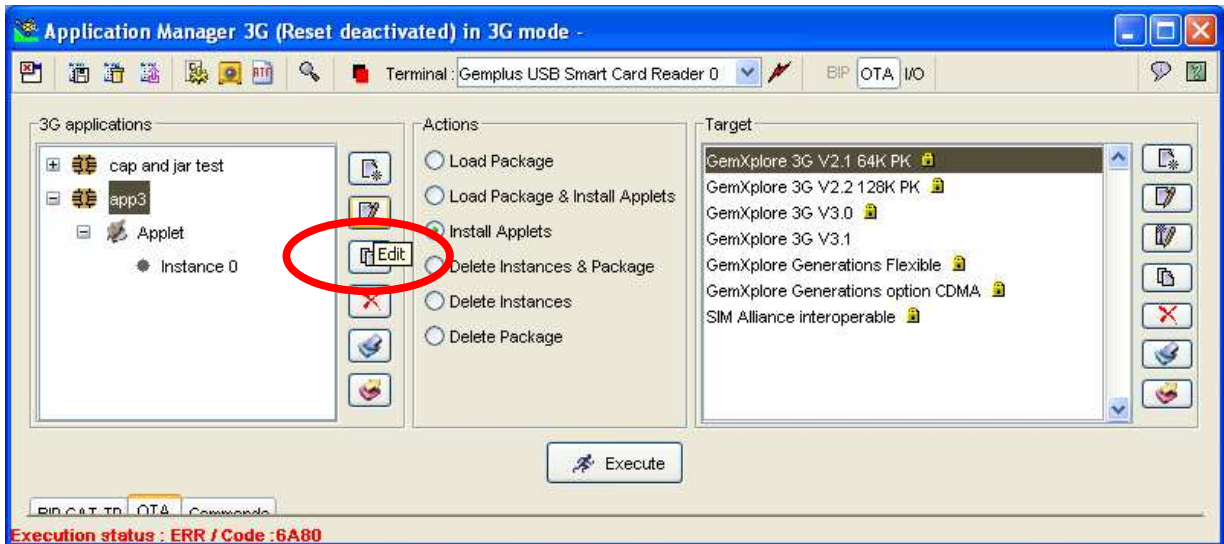 Application Manager 3G (Reset deactivated) in 3G mode -
Terminal : Gemplus USB Smart Card Reader 0 BIP OTA I/O
3G applications
cap and jar test
app3
Applet
Instance 0
Edit
Actions
Load Package
Load Package & Install Applets
Install Applets
Delete Instances & Package
Delete Instances
Delete Package
Target
GemXplore 3G V2.1 64K PK
GemXplore 3G V2.2 128K PK
GemXplore 3G V3.0
GemXplore 3G V3.1
GemXplore Generations Flexible
GemXplore Generations option CDMA
SIM Alliance interoperable
Execute
BIP CAT TP OTA Commands
Execution status : ERR / Code :6A80